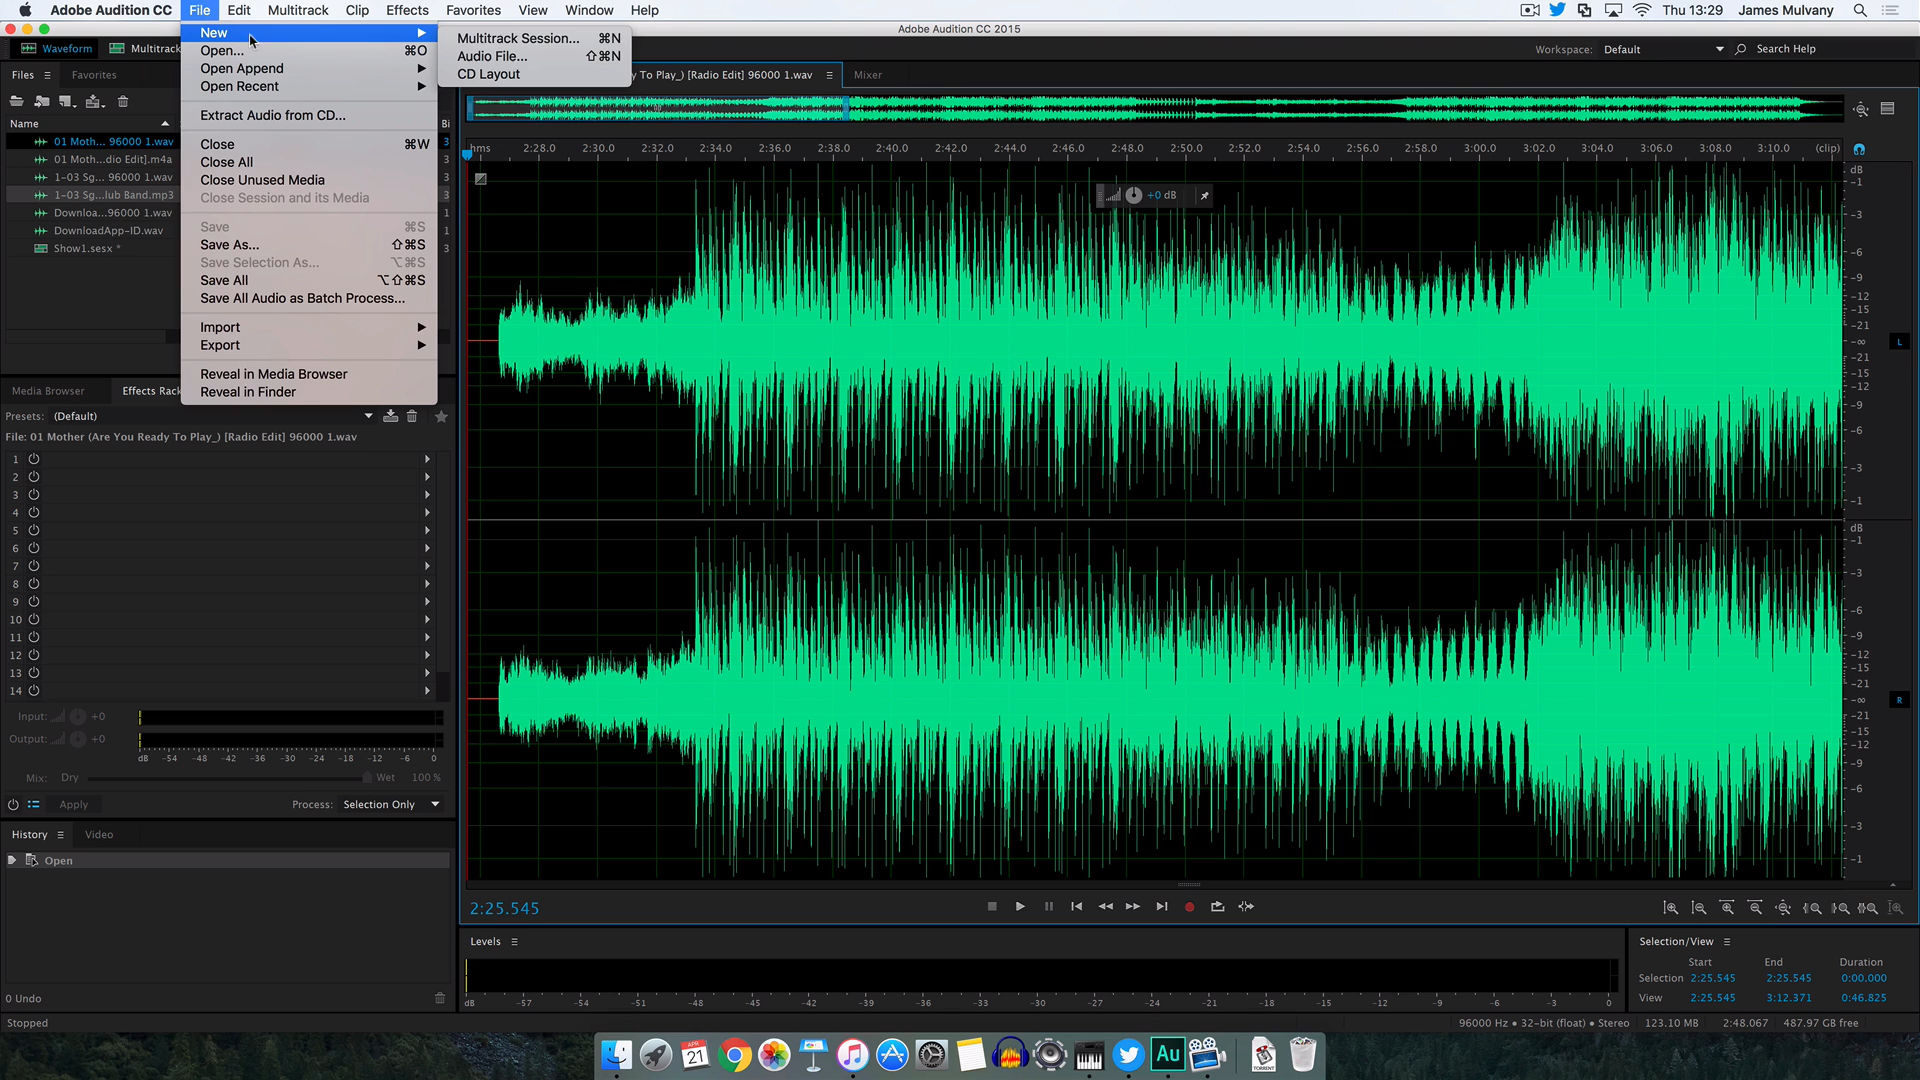 Adobe Audition CC File Edit Multitrack Clip Effects Favorites View Window Help Thu 13:29 James Mulvany
Adobe Audition CC 2015
Waveform Multitrack Workspace: Default Search Help
New
Open... ⌘O
Open Append
Open Recent
Extract Audio from CD...
Close ⌘W
Close All
Close Unused Media
Close Session and its Media
Save ⌘S
Save As... ⇧⌘S
Save Selection As... ⌥⌘S
Save All ⌥⇧⌘S
Save All Audio as Batch Process...
Import
Export
Reveal in Media Browser
Reveal in Finder
Multitrack Session... ⌘N
Audio File... ⇧⌘N
CD Layout
Files Favorites
y To Play_) [Radio Edit] 96000 1.wav Mixer
Name Bi
01 Moth... 96000 1.wav 3
01 Moth...dio Edit].m4a 3
1-03 Sg... 96000 1.wav 3
1-03 Sg...lub Band.mp3 3
Downloa...96000 1.wav 1
DownloadApp-ID.wav 1
Show1.sesx * 3
hms 2:28.0 2:30.0 2:32.0 2:34.0 2:36.0 2:38.0 2:40.0 2:42.0 2:44.0 2:46.0 2:48.0 2:50.0 2:52.0 2:54.0 2:56.0 2:58.0 3:00.0 3:02.0 3:04.0 3:06.0 3:08.0 3:10.0 (clip)
+0 dB
dB
-1
-3
-6
-9
-12
-15
-21
-∞
-21
-15
-12
-9
-6
-3
-1
L
dB
-1
-3
-6
-9
-12
-15
-21
-∞
-21
-15
-12
-9
-6
-3
-1
R
Media Browser Effects Rack
Presets: (Default)
File: 01 Mother (Are You Ready To Play_) [Radio Edit] 96000 1.wav
1
2
3
4
5
6
7
8
9
10
11
12
13
14
Input: +0
Output: +0
dB -54 -48 -42 -36 -30 -24 -18 -12 -6 0
Mix: Dry Wet 100 %
Apply Process: Selection Only
History Video
Open
0 Undo
Stopped
2:25.545
Levels
dB -57 -54 -51 -48 -45 -42 -39 -36 -33 -30 -27 -24 -21 -18 -15 -12 -9 -6 -3 0
Selection/View
Start End Duration
Selection 2:25.545 2:25.545 0:00.000
View 2:25.545 3:12.371 0:46.825
96000 Hz • 32-bit (float) • Stereo 123.10 MB 2:48.067 487.97 GB free
APR
21
Au
TORRENT